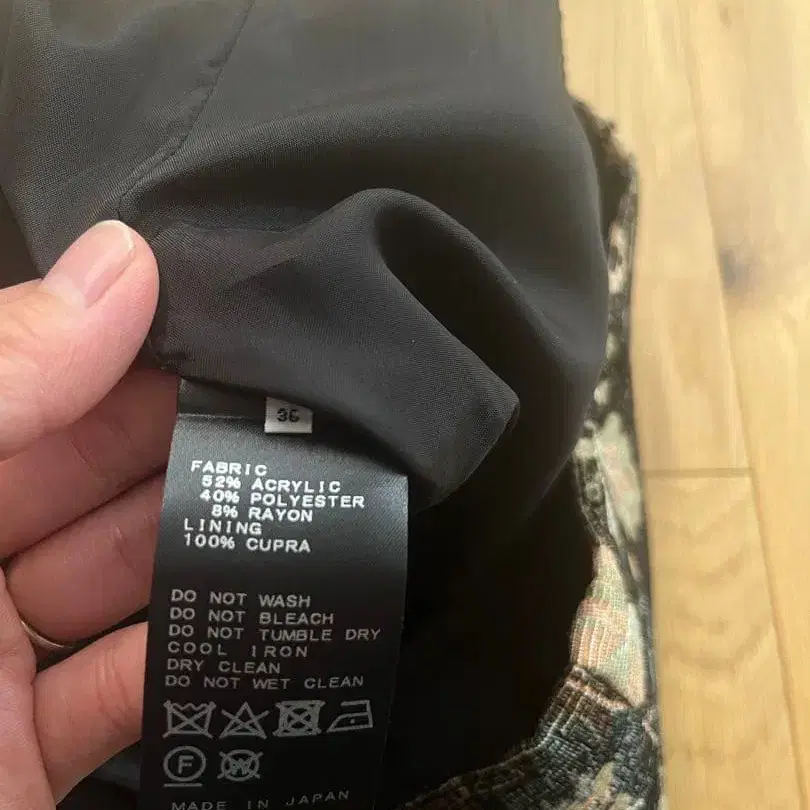 36
FABRIC
52% ACRYLIC
40% POLYESTER
8% RAYON
LINING
100% CUPRA
DO NOT WASH
DO NOT BLEACH
DO NOT TUMBLE DRY
COOL IRON
DRY CLEAN
DO NOT WET CLEAN
F W
MADE IN JAPAN